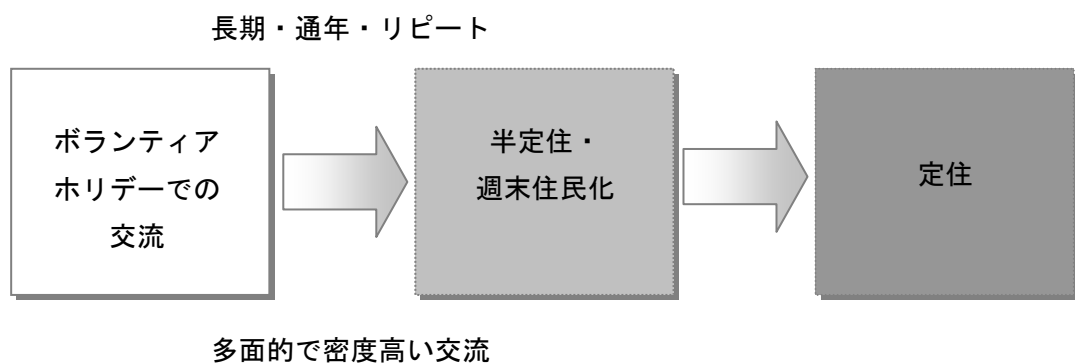 長期・通年・リピート
ボランティア
ホリデーでの
交流
半定住・
週末住民化
定住
多面的で密度高い交流